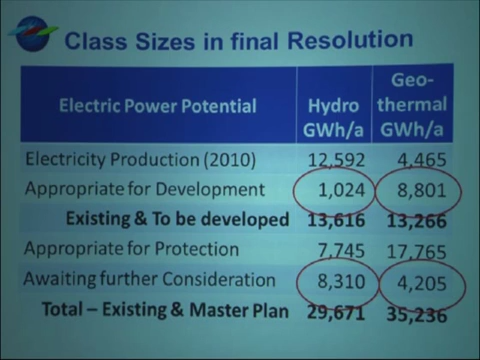 Class Sizes in final Resolution
Electric Power Potential Hydro GWh/a Geo-thermal GWh/a
Electricity Production (2010) 12,592 4,465
Appropriate for Development 1,024 8,801
Existing & To be developed 13,616 13,266
Appropriate for Protection 7,745 17,765
Awaiting further Consideration 8,310 4,205
Total – Existing & Master Plan 29,671 35,236